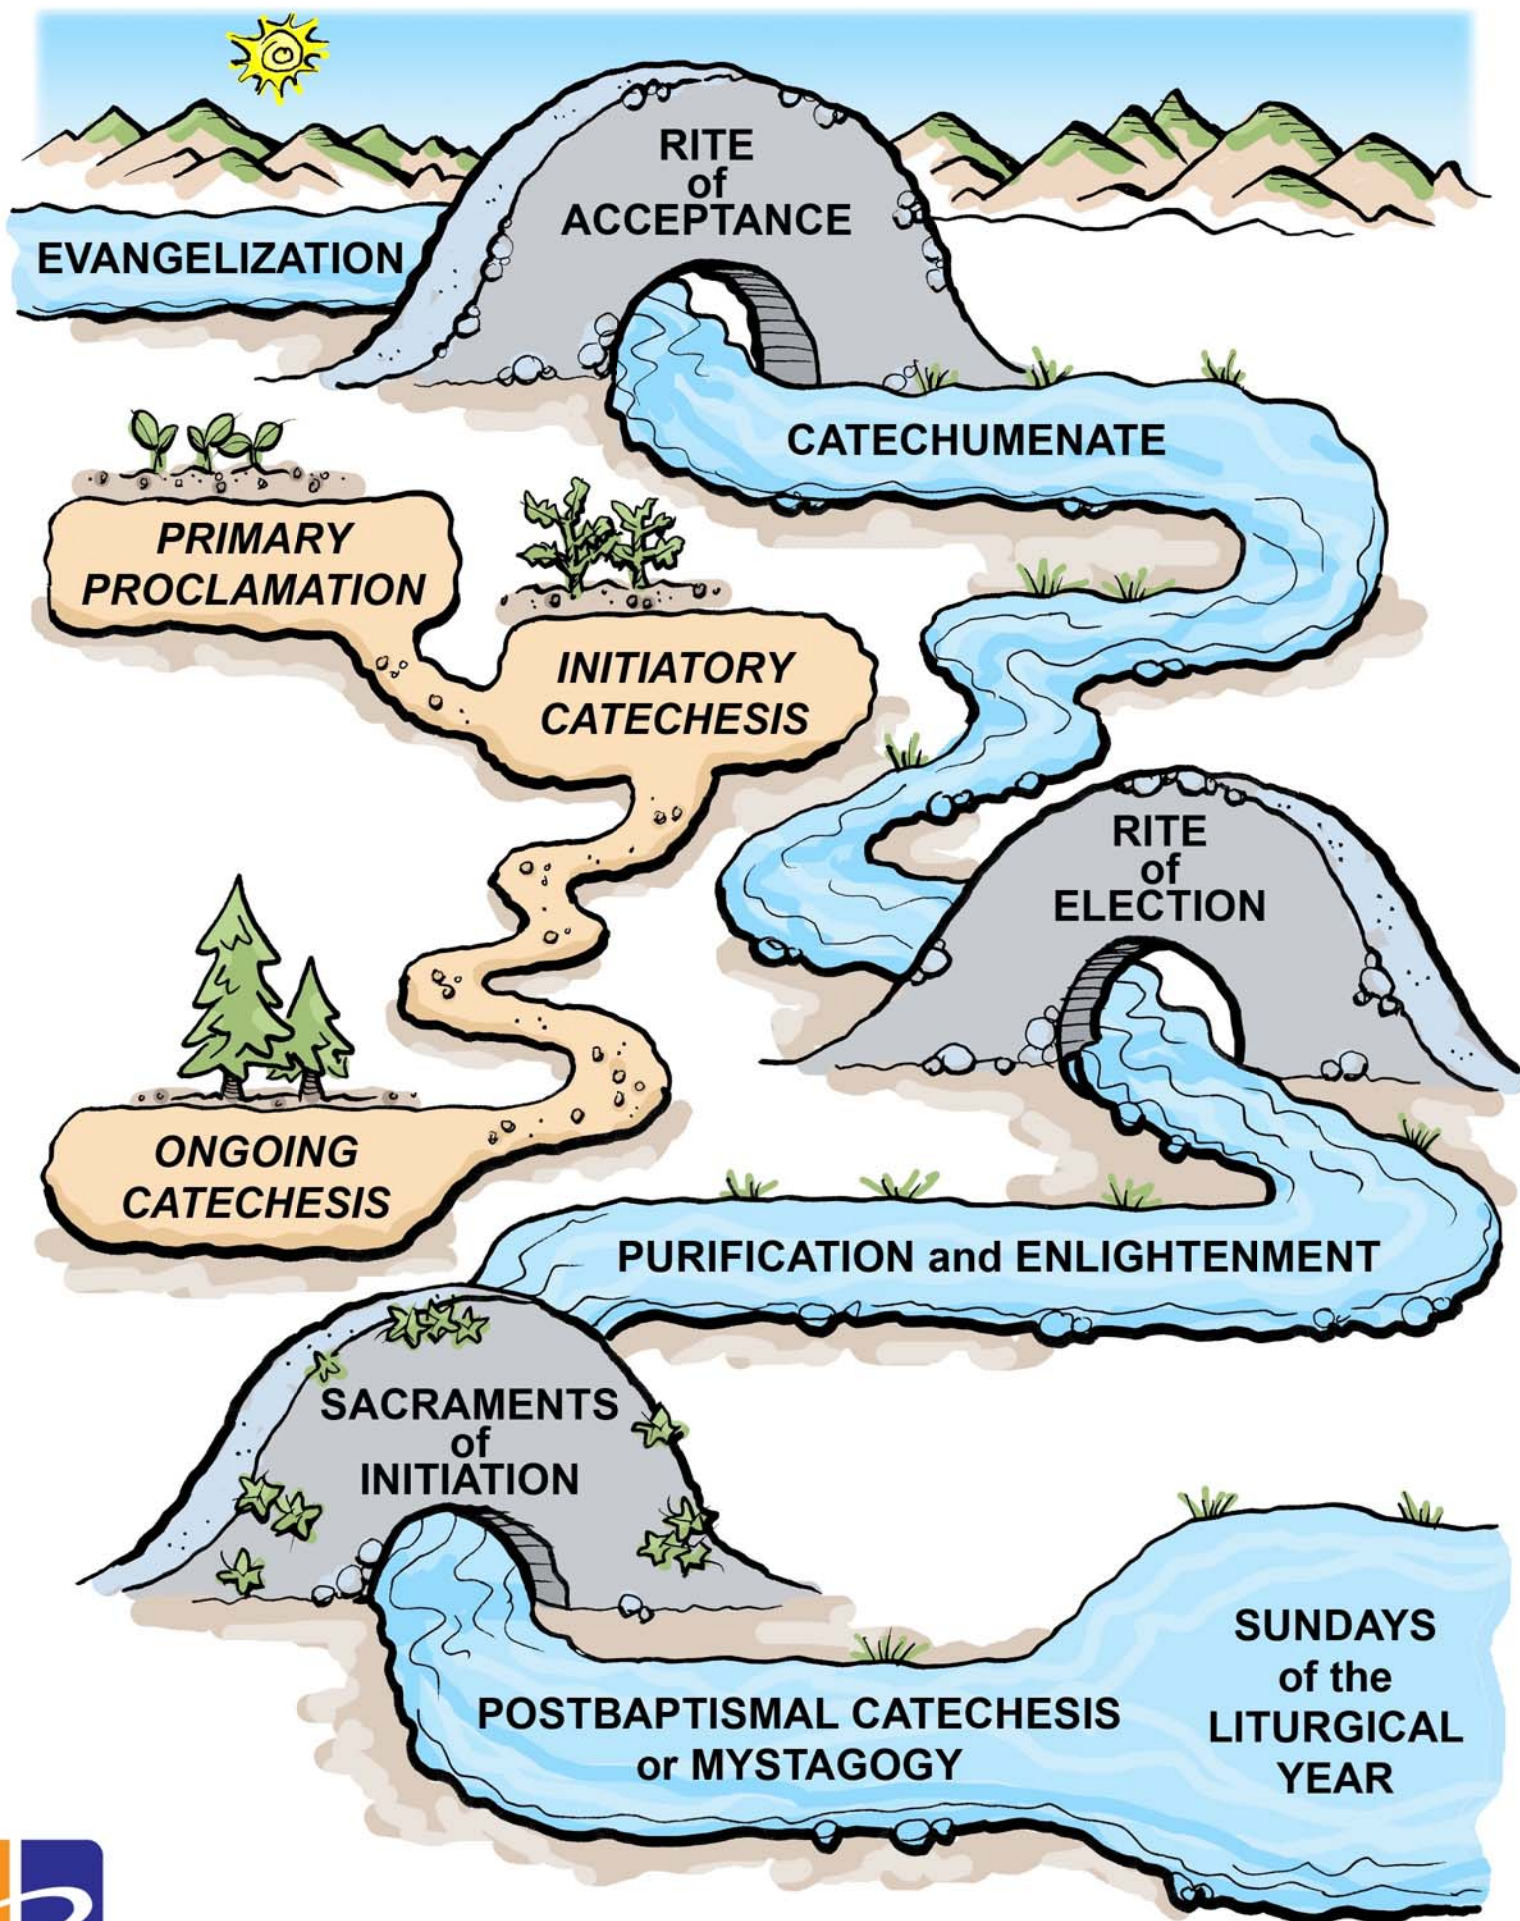 RITE
of
ACCEPTANCE
EVANGELIZATION
CATECHUMENATE
PRIMARY
PROCLAMATION
INITIATORY
CATECHESIS
RITE
of
ELECTION
ONGOING
CATECHESIS
PURIFICATION and ENLIGHTENMENT
SACRAMENTS
of
INITIATION
POSTBAPTISMAL CATECHESIS
or MYSTAGOGY
SUNDAYS
of the
LITURGICAL
YEAR